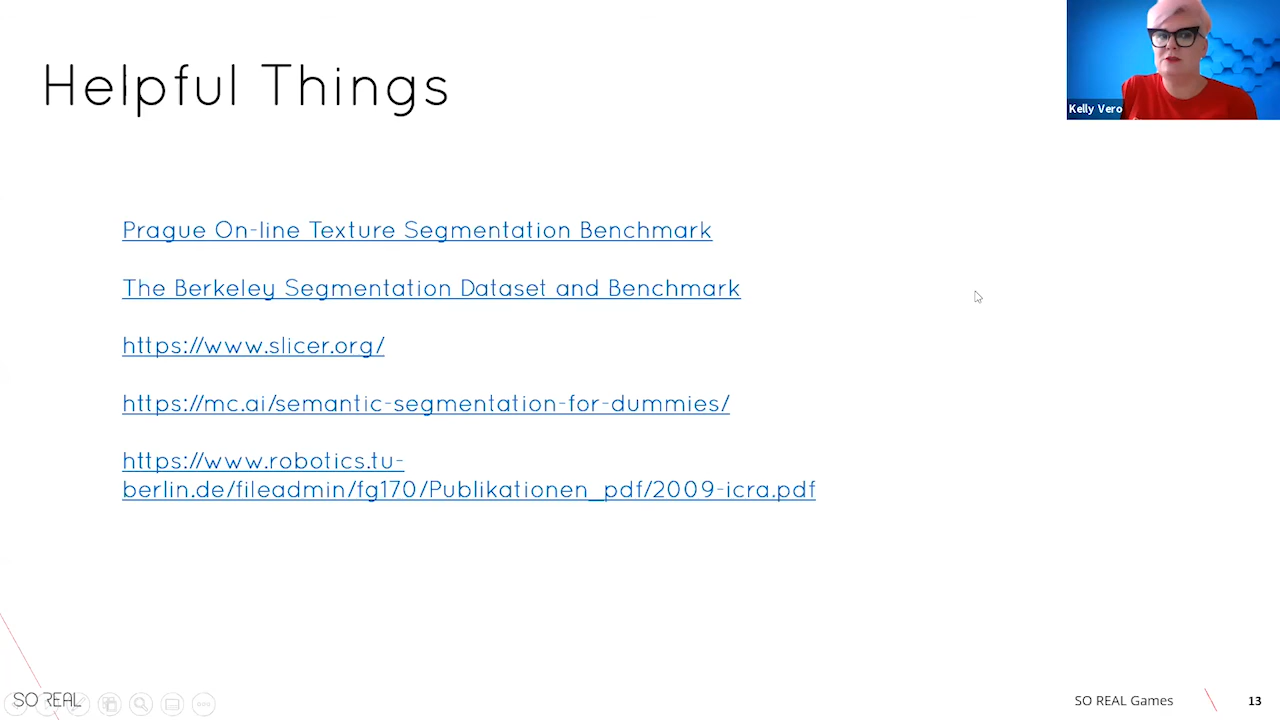 Helpful Things
Kelly Vero
Prague On-line Texture Segmentation Benchmark
The Berkeley Segmentation Dataset and Benchmark
https://www.slicer.org/
https://mc.ai/semantic-segmentation-for-dummies/
https://www.robotics.tu-
berlin.de/fileadmin/fg170/Publikationen_pdf/2009-icra.pdf
SO REAL
SO REAL Games
13